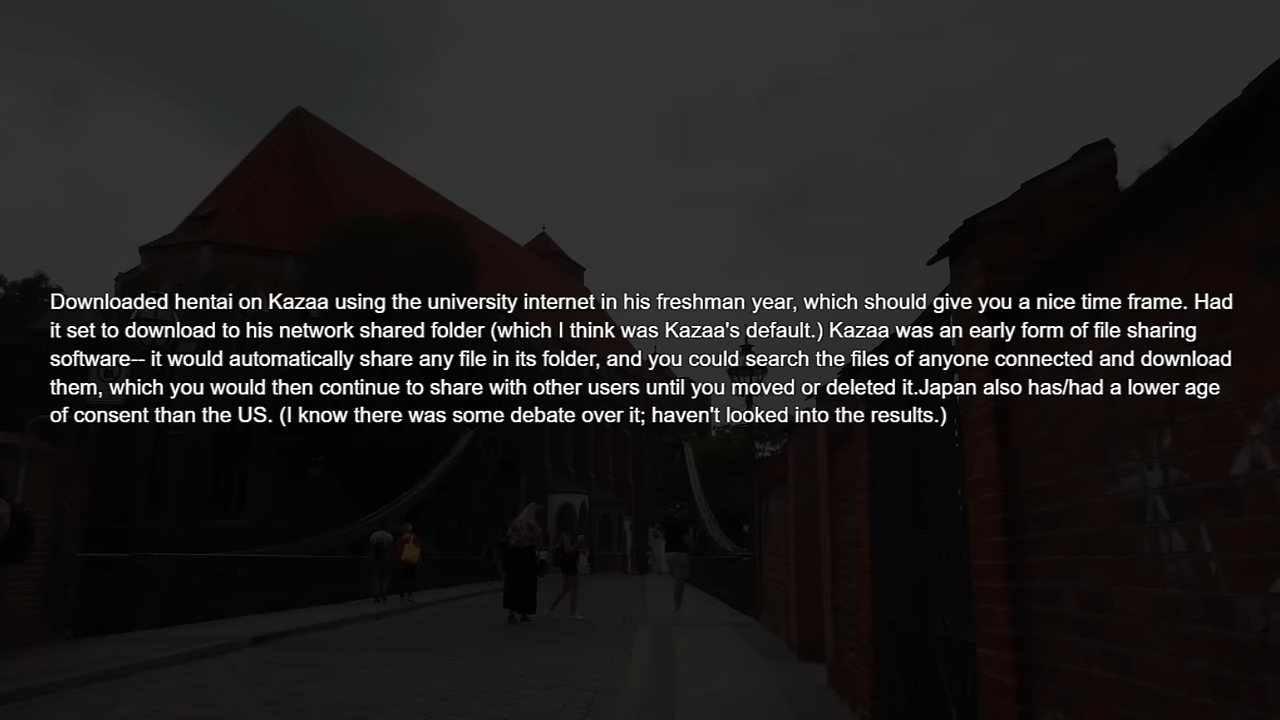 Downloaded hentai on Kazaa using the university internet in his freshman year, which should give you a nice time frame. Had
it set to download to his network shared folder (which I think was Kazaa's default.) Kazaa was an early form of file sharing
software-- it would automatically share any file in its folder, and you could search the files of anyone connected and download
them, which you would then continue to share with other users until you moved or deleted it.Japan also has/had a lower age
of consent than the US. (I know there was some debate over it; haven't looked into the results.)